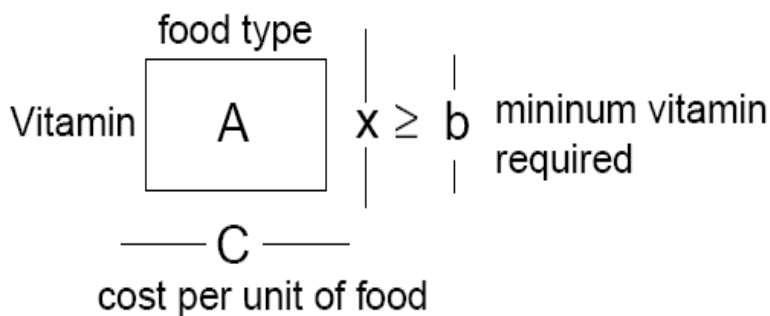 food type
Vitamin A x ≥ b mininum vitamin
required
C
cost per unit of food